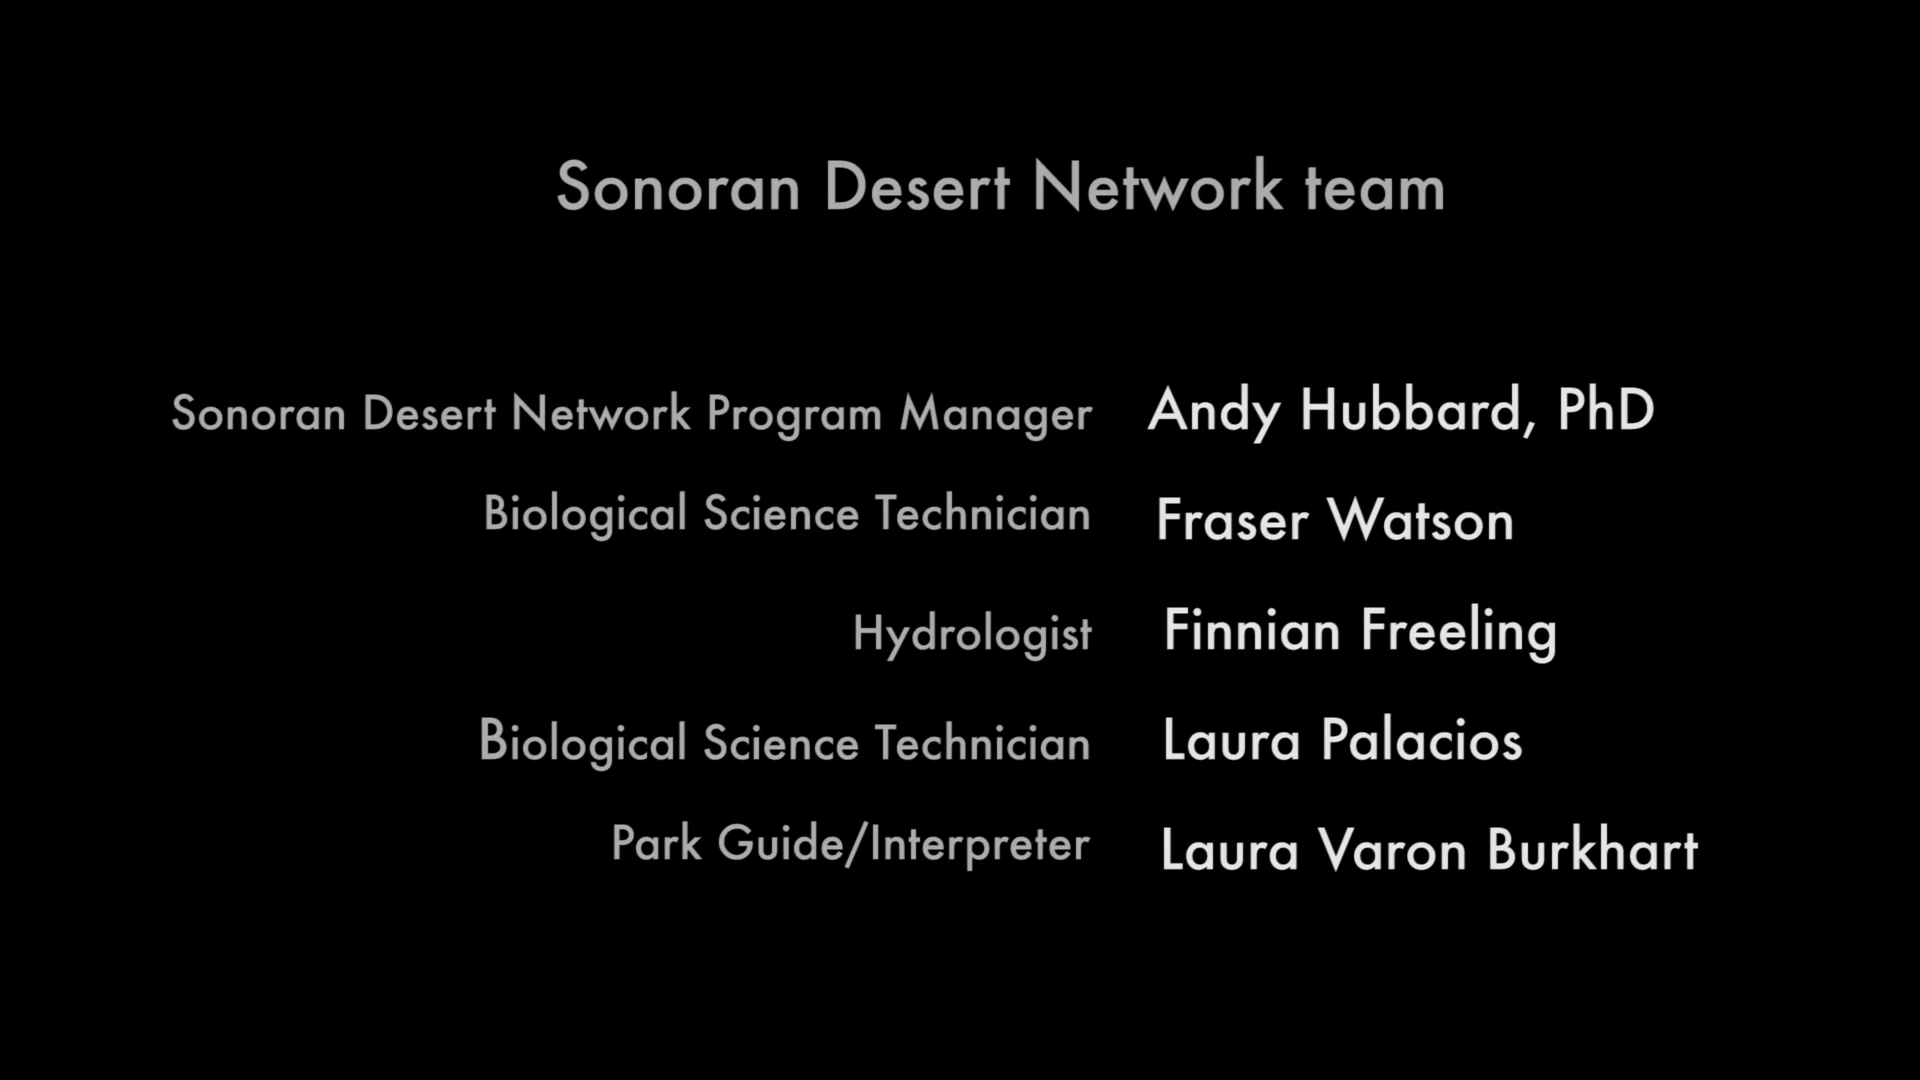 Sonoran Desert Network team
Sonoran Desert Network Program Manager Andy Hubbard, PhD
Biological Science Technician Fraser Watson
Hydrologist Finnian Freeling
Biological Science Technician Laura Palacios
Park Guide/Interpreter Laura Varon Burkhart